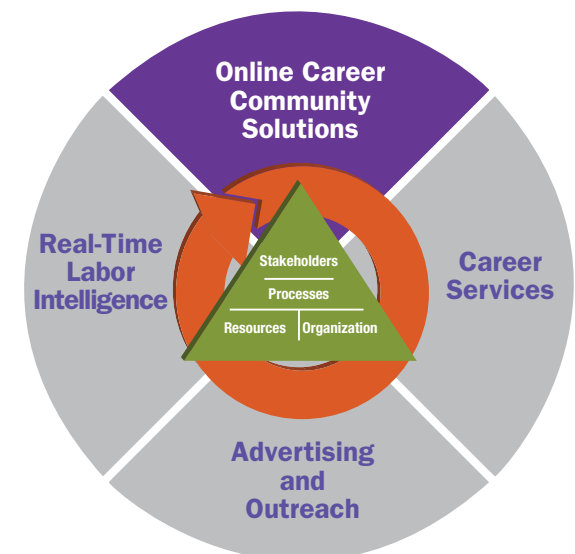 Online Career
Community
Solutions
Real-Time
Labor
Intelligence
Career
Services
Stakeholders
Processes
Resources Organization
Advertising
and
Outreach